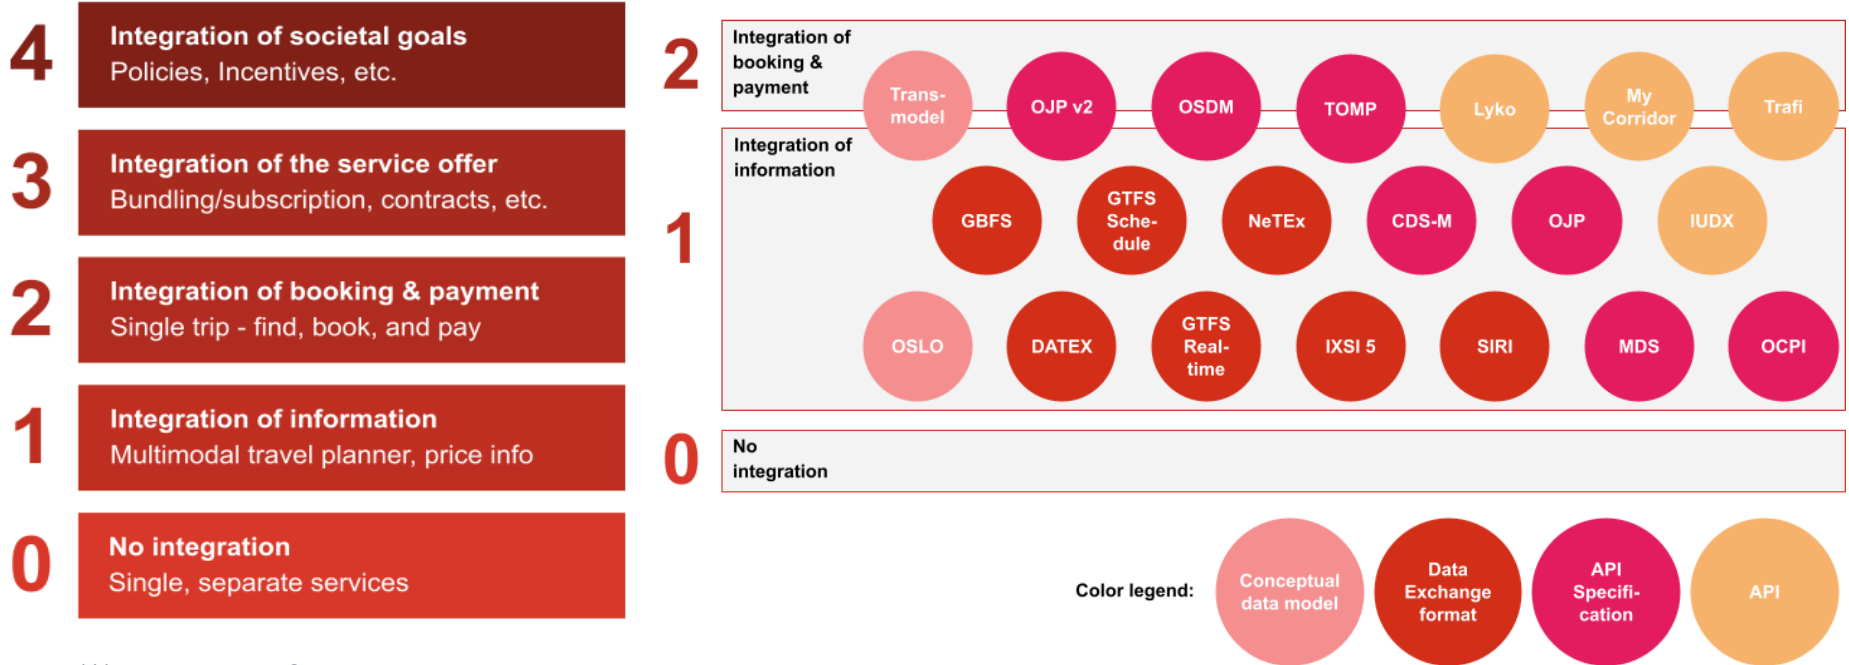 4
Integration of societal goals
Policies, Incentives, etc.
3
Integration of the service offer
Bundling/subscription, contracts, etc.
2
Integration of booking & payment
Single trip - find, book, and pay
1
Integration of information
Multimodal travel planner, price info
0
No integration
Single, separate services
2
Integration of
booking &
payment
Trans-
model
OJP v2
OSDM
TOMP
Lyko
My
Corridor
Trafi
1
Integration of
information
GBFS
GTFS
Sche-
dule
NeTEx
CDS-M
OJP
IUDX
OSLO
DATEX
GTFS
Real-
time
IXSI 5
SIRI
MDS
OCPI
0
No
integration
Color legend:
Conceptual
data model
Data
Exchange
format
API
Specifi-
cation
API